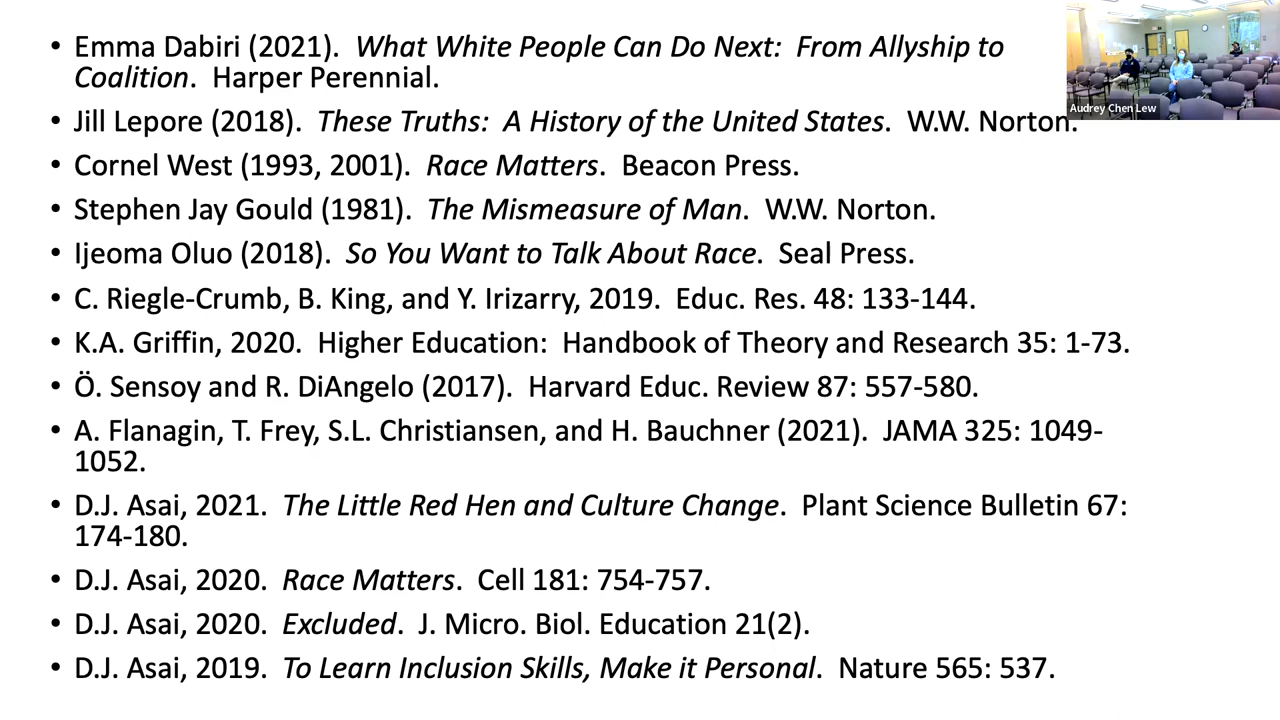 • Emma Dabiri (2021).  What White People Can Do Next:  From Allyship to
Coalition.  Harper Perennial.
• Jill Lepore (2018).  These Truths:  A History of the United States.  W.W. Norton.
• Cornel West (1993, 2001).  Race Matters.  Beacon Press.
• Stephen Jay Gould (1981).  The Mismeasure of Man.  W.W. Norton.
• Ijeoma Oluo (2018).  So You Want to Talk About Race.  Seal Press.
• C. Riegle-Crumb, B. King, and Y. Irizarry, 2019.  Educ. Res. 48: 133-144.
• K.A. Griffin, 2020.  Higher Education:  Handbook of Theory and Research 35: 1-73.
• Ö. Sensoy and R. DiAngelo (2017).  Harvard Educ. Review 87: 557-580.
• A. Flanagin, T. Frey, S.L. Christiansen, and H. Bauchner (2021).  JAMA 325: 1049-
1052.
• D.J. Asai, 2021.  The Little Red Hen and Culture Change.  Plant Science Bulletin 67:
174-180.
• D.J. Asai, 2020.  Race Matters.  Cell 181: 754-757.
• D.J. Asai, 2020.  Excluded.  J. Micro. Biol. Education 21(2).
• D.J. Asai, 2019.  To Learn Inclusion Skills, Make it Personal.  Nature 565: 537.
Audrey Chen Lew